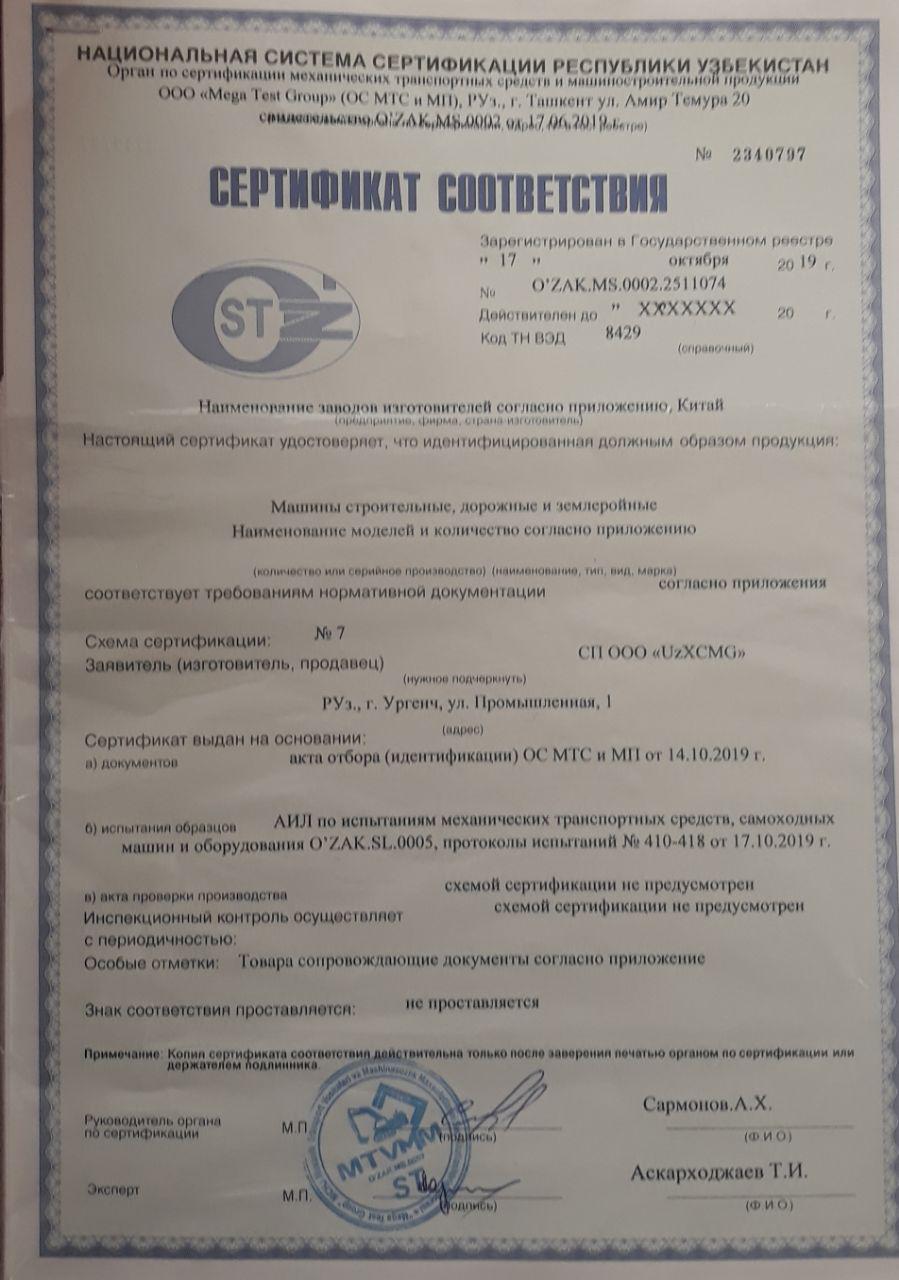 НАЦИОНАЛЬНАЯ СИСТЕМА СЕРТИФИКАЦИИ РЕСПУБЛИКИ УЗБЕКИСТАН
Орган по сертификации механических транспортных средств и машиностроительной продукции
ООО «Mega Test Group» (ОС МТС и МП), РУз., г. Ташкент ул. Амир Темура 20
свидетельство O'ZAK.MS.0002 от 17.06.2019 г.
№ 2340797
СЕРТИФИКАТ СООТВЕТСТВИЯ
Зарегистрирован в Государственном реестре
" 17 " октября 20 19 г.
№ O'ZAK.MS.0002.2511074
Действителен до " XXXXXXX 20 г.
Код ТН ВЭД 8429
(справочный)
ST
Наименование заводов изготовителей согласно приложению, Китай
(предприятие, фирма, страна-изготовитель)
Настоящий сертификат удостоверяет, что идентифицированная должным образом продукция:
Машины строительные, дорожные и землеройные
Наименование моделей и количество согласно приложению
(количество или серийное производство) (наименование, тип, вид, марка)
соответствует требованиям нормативной документации согласно приложения
Схема сертификации: № 7
Заявитель (изготовитель, продавец) СП ООО «UzXCMG»
(нужное подчеркнуть)
РУз., г. Ургенч, ул. Промышленная, 1
(адрес)
Сертификат выдан на основании:
а) документов акта отбора (идентификации) ОС МТС и МП от 14.10.2019 г.
б) испытания образцов АИЛ по испытаниям механических транспортных средств, самоходных
машин и оборудования O'ZAK.SL.0005, протоколы испытаний № 410-418 от 17.10.2019 г.
в) акта проверки производства схемой сертификации не предусмотрен
Инспекционный контроль осуществляет схемой сертификации не предусмотрен
с периодичностью:
Особые отметки: Товара сопровождающие документы согласно приложение
Знак соответствия проставляется: не проставляется
Примечание: Копия сертификата соответствия действительна только после заверения печатью органом по сертификации или
держателем подлинника.
Руководитель органа
по сертификации М.П. (подпись) Сармонов.А.Х.
(Ф И О)
MTVMM
O'ZAK.MS.0002
ST
Эксперт М.П. (подпись) Аскарходжаев Т.И.
(Ф.И О)